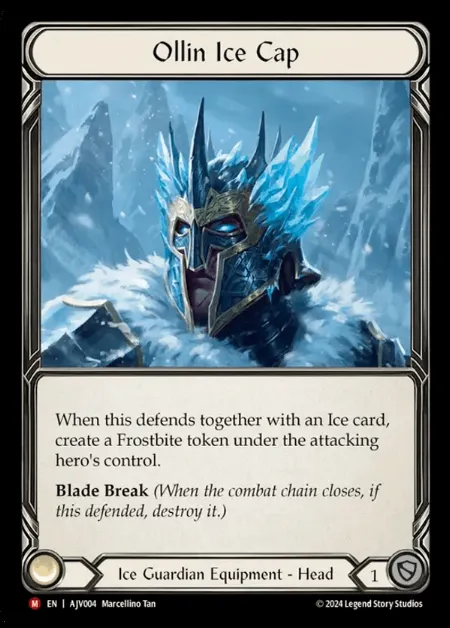 Ollin Ice Cap
When this defends together with an Ice card,
create a Frostbite token under the attacking
hero's control.
Blade Break (When the combat chain closes, if
this defended, destroy it.)
Ice Guardian Equipment - Head
1
M EN | AJV004 Marcellino Tan
© 2024 Legend Story Studios